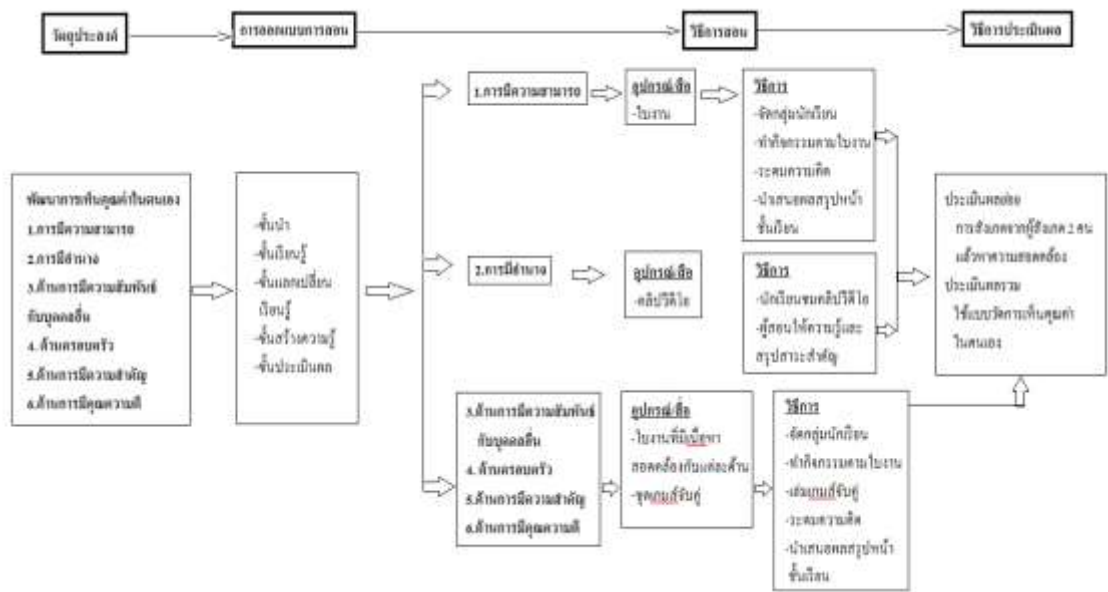 วัตถุประสงค์
การออกแบบการสอน
วิธีการสอน
วิธีการประเมินผล
พัฒนาการเห็นคุณค่าในตนเอง
1.การมีความสามารถ
2.การมีอำนาจ
3.ด้านการมีความสัมพันธ์
กับบุคคลอื่น
4. ด้านครอบครัว
5.ด้านการมีความสำคัญ
6.ด้านการมีคุณความดี
-ขั้นนำ
-ขั้นเรียนรู้
-ขั้นแลกเปลี่ยน
เรียนรู้
-ขั้นสร้างความรู้
-ขั้นประเมินผล
1.การมีความสามารถ
อุปกรณ์/สื่อ
-ใบงาน
วิธีการ
-จัดกลุ่มนักเรียน
-ทำกิจกรรมตามใบงาน
-ระดมความคิด
-นำเสนอผลสรุปหน้า
ชั้นเรียน
2.การมีอำนาจ
อุปกรณ์/สื่อ
-คลิปวีดีโอ
วิธีการ
-นักเรียนชมคลิปวีดีโอ
-ผู้สอนให้ความรู้และ
สรุปสาระสำคัญ
3.ด้านการมีความสัมพันธ์
กับบุคคลอื่น
4. ด้านครอบครัว
5.ด้านการมีความสำคัญ
6.ด้านการมีคุณความดี
อุปกรณ์/สื่อ
-ใบงานที่มีเนื้อหา
สอดคล้องกับแต่ละด้าน
-ชุดเกมส์จับคู่
วิธีการ
-จัดกลุ่มนักเรียน
-ทำกิจกรรมตามใบงาน
-เล่นเกมส์จับคู่
-ระดมความคิด
-นำเสนอผลสรุปหน้า
ชั้นเรียน
ประเมินผลย่อย
การสังเกตจากผู้สังเกต 2 คน
แล้วหาความสอดคล้อง
ประเมินผลรวม
ใช้แบบวัดการเห็นคุณค่า
ในตนเอง